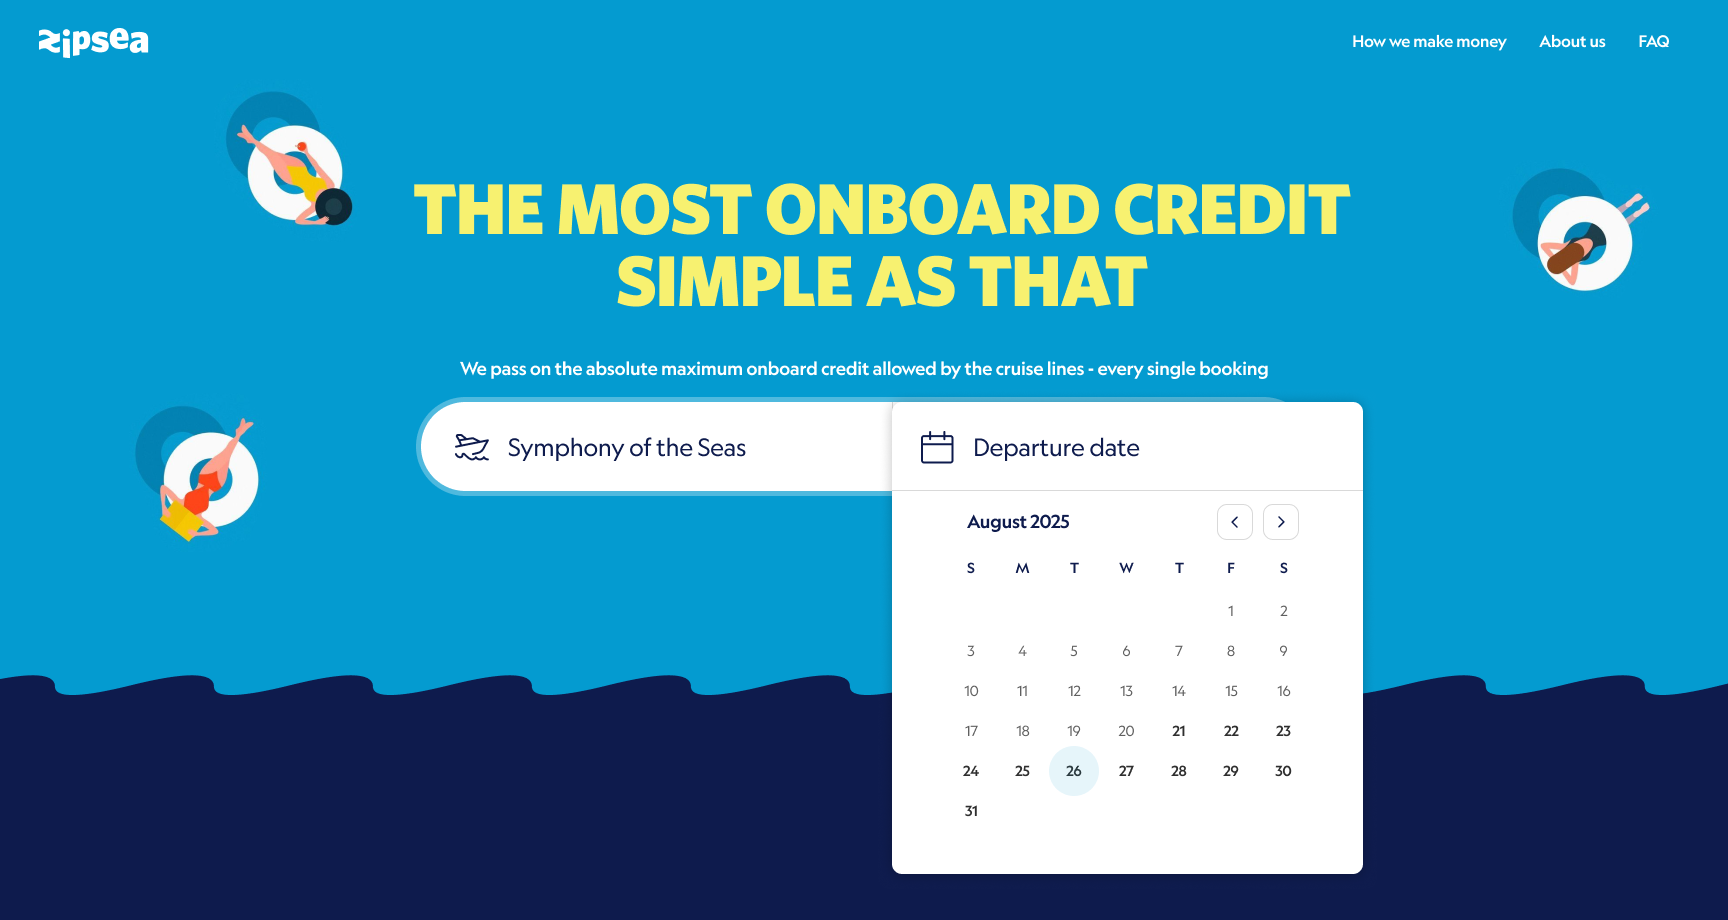 zipsea
How we make money About us FAQ
THE MOST ONBOARD CREDIT
SIMPLE AS THAT
We pass on the absolute maximum onboard credit allowed by the cruise lines - every single booking
Symphony of the Seas
Departure date
August 2025
S M T W T F S
1 2
3 4 5 6 7 8 9
10 11 12 13 14 15 16
17 18 19 20 21 22 23
24 25 26 27 28 29 30
31